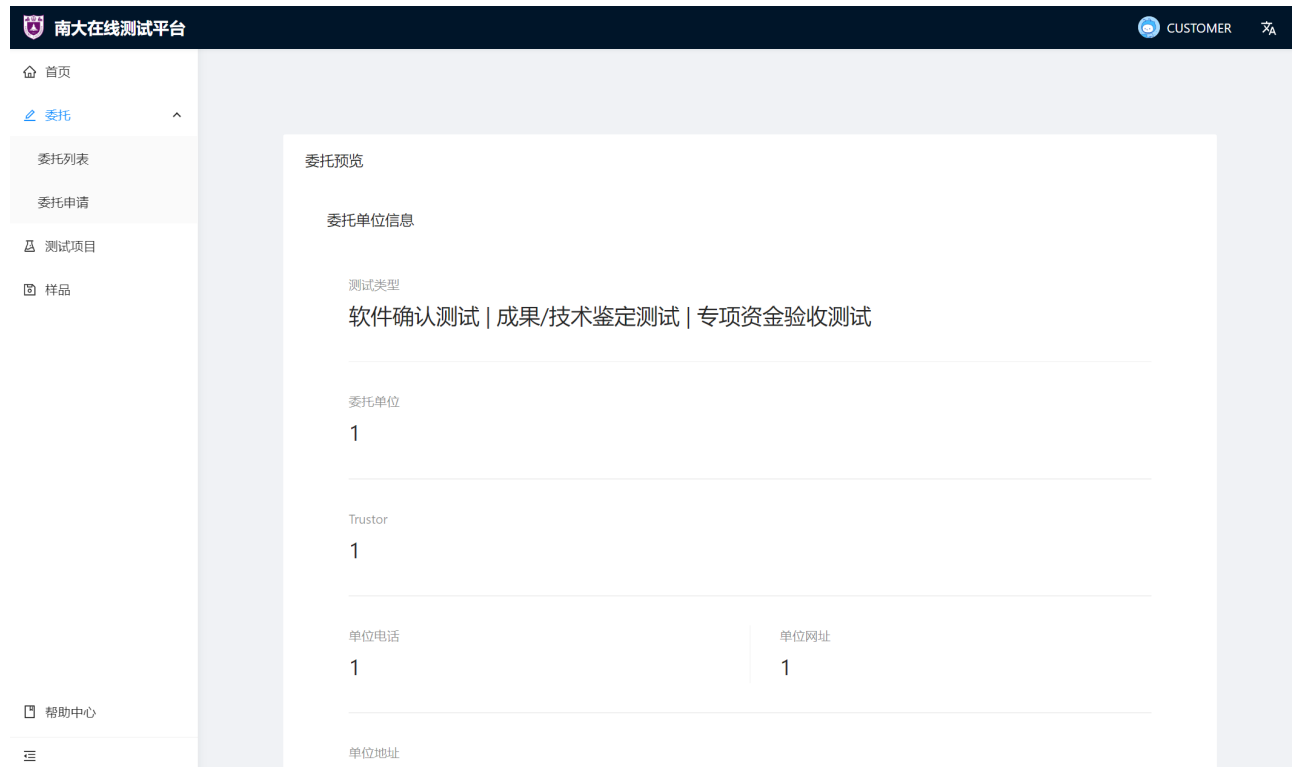 南大在线测试平台
CUSTOMER
首页
委托
委托列表
委托申请
测试项目
样品
帮助中心
委托预览
委托单位信息
测试类型
软件确认测试 | 成果/技术鉴定测试 | 专项资金验收测试
委托单位
1
Trustor
1
单位电话
1
单位网址
1
单位地址